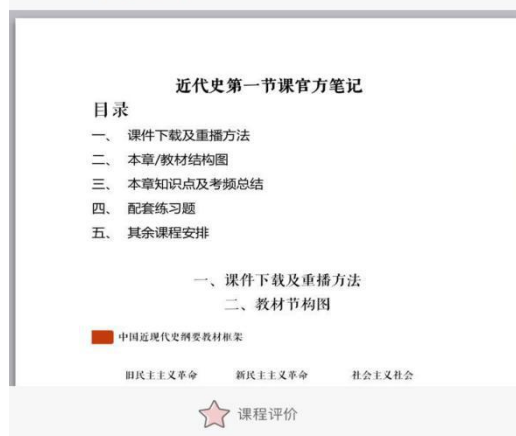 近代史第一节课官方笔记
目录
一、 课件下载及重播方法
二、 本章/教材结构图
三、 本章知识点及考频总结
四、 配套练习题
五、 其余课程安排
一、课件下载及重播方法
二、教材节构图
中国近现代史纲要教材框架
旧民主主义革命 新民主主义革命 社会主义社会
课程评价